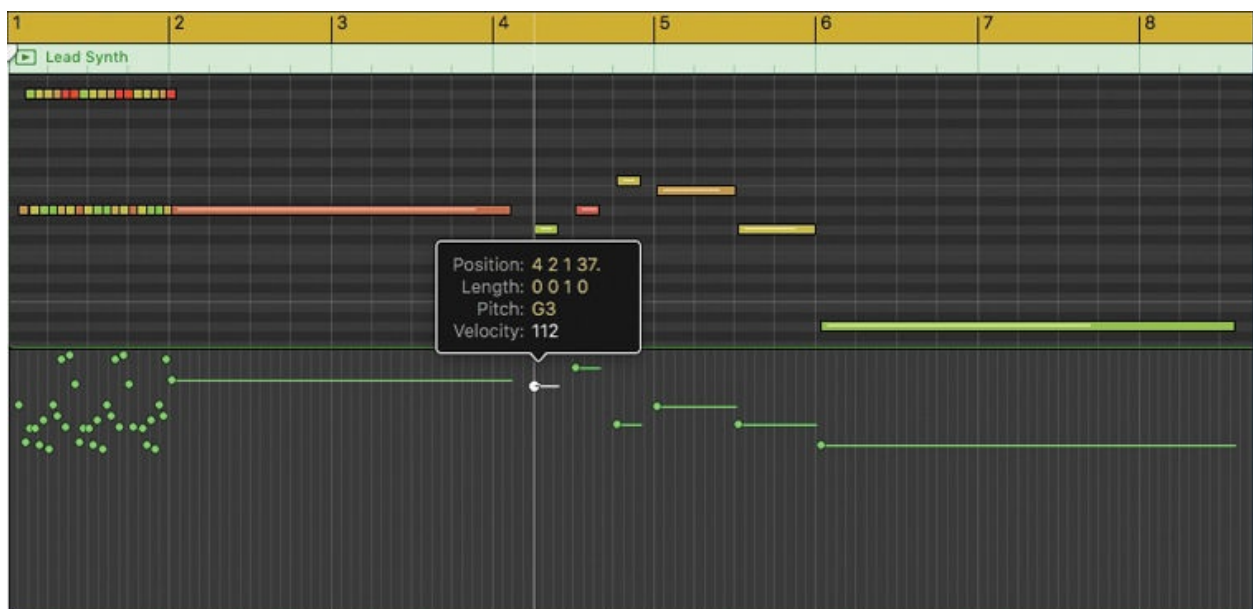 1 2 3 4 5 6 7 8
Lead Synth
Position: 4 2 1 37.
Length: 0 0 1 0
Pitch: G3
Velocity: 112